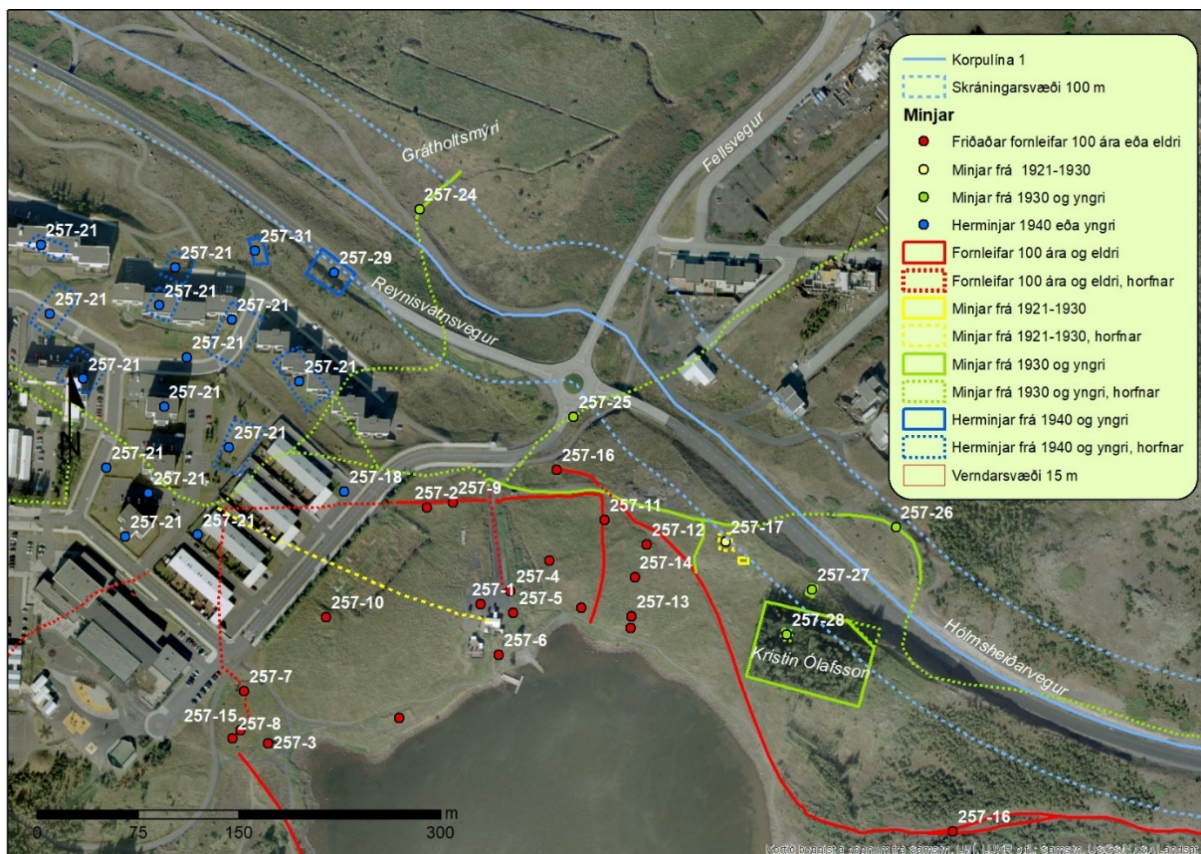 Korpulína 1
Skráningarsvæði 100 m
Minjar
Friðaðar fornleifar 100 ára eða eldri
Minjar frá 1921-1930
Minjar frá 1930 og yngri
Herminjar 1940 eða yngri
Fornleifar 100 ára og eldri
Fornleifar 100 ára og eldri, horfnar
Minjar frá 1921-1930
Minjar frá 1921-1930, horfnar
Minjar frá 1930 og yngri
Minjar frá 1930 og yngri, horfnar
Herminjar frá 1940 og yngri
Herminjar frá 1940 og yngri, horfnar
Verndarsvæði 15 m
Grátholtsmýri
Fellsvegur
257-24
257-21
257-21
257-31
257-29
Reynisvatnsvegur
257-21
257-21
257-21
257-21
257-21
257-21
257-25
257-21
257-16
257-21
257-18
257-2
257-9
257-21
257-11
257-26
257-21
257-21
257-12
257-17
257-4
257-14
257-27
257-1
257-5
257-10
257-13
257-28
257-6
Kristín Ólafsson
Hólmsheiðarvegur
257-7
257-15
257-8
257-3
m
0
75
150
300
257-16